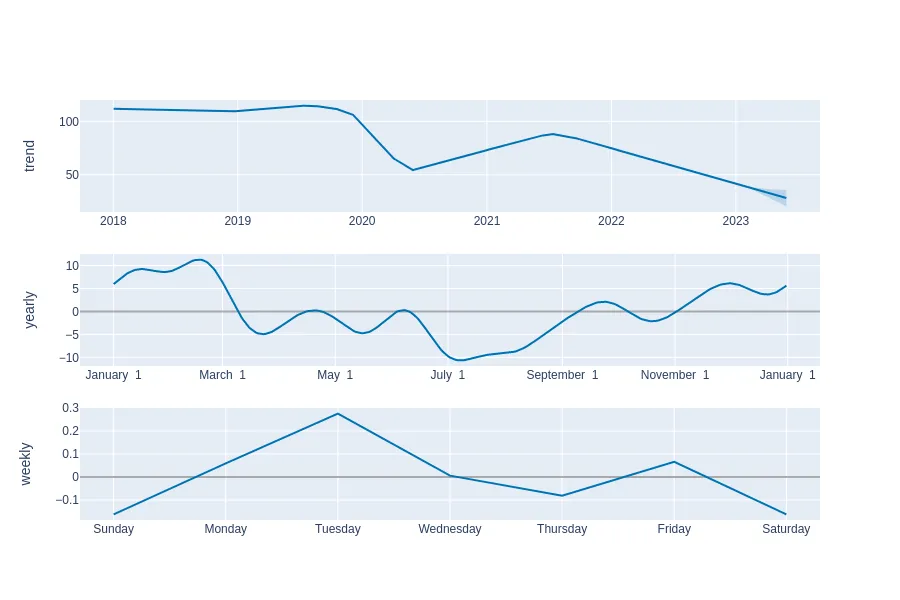 trend
100
50
2018 2019 2020 2021 2022 2023
yearly
10
5
0
−5
−10
January 1 March 1 May 1 July 1 September 1 November 1 January 1
weekly
0.3
0.2
0.1
0
−0.1
Sunday Monday Tuesday Wednesday Thursday Friday Saturday